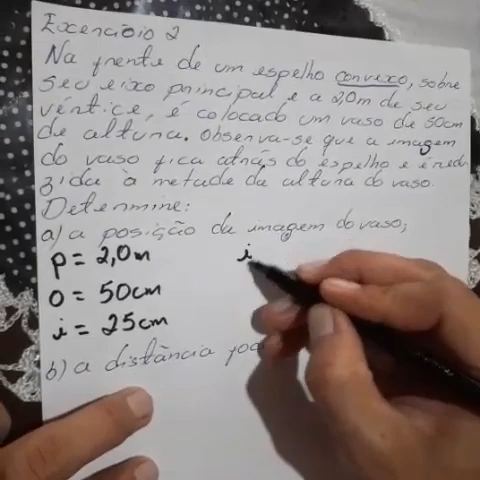 Exercício 2
Na frente de um espelho convexo, sobre
seu eixo principal e a 2,0m de seu
vértice, é colocado um vaso de 50cm
de altura. Observa-se que a imagem
do vaso fica atrás do espelho e é redu
zida à metade da altura do vaso.
Determine:
a) a posição da imagem do vaso;
p = 2,0m
i
o = 50cm
i = 25cm
b) a distância